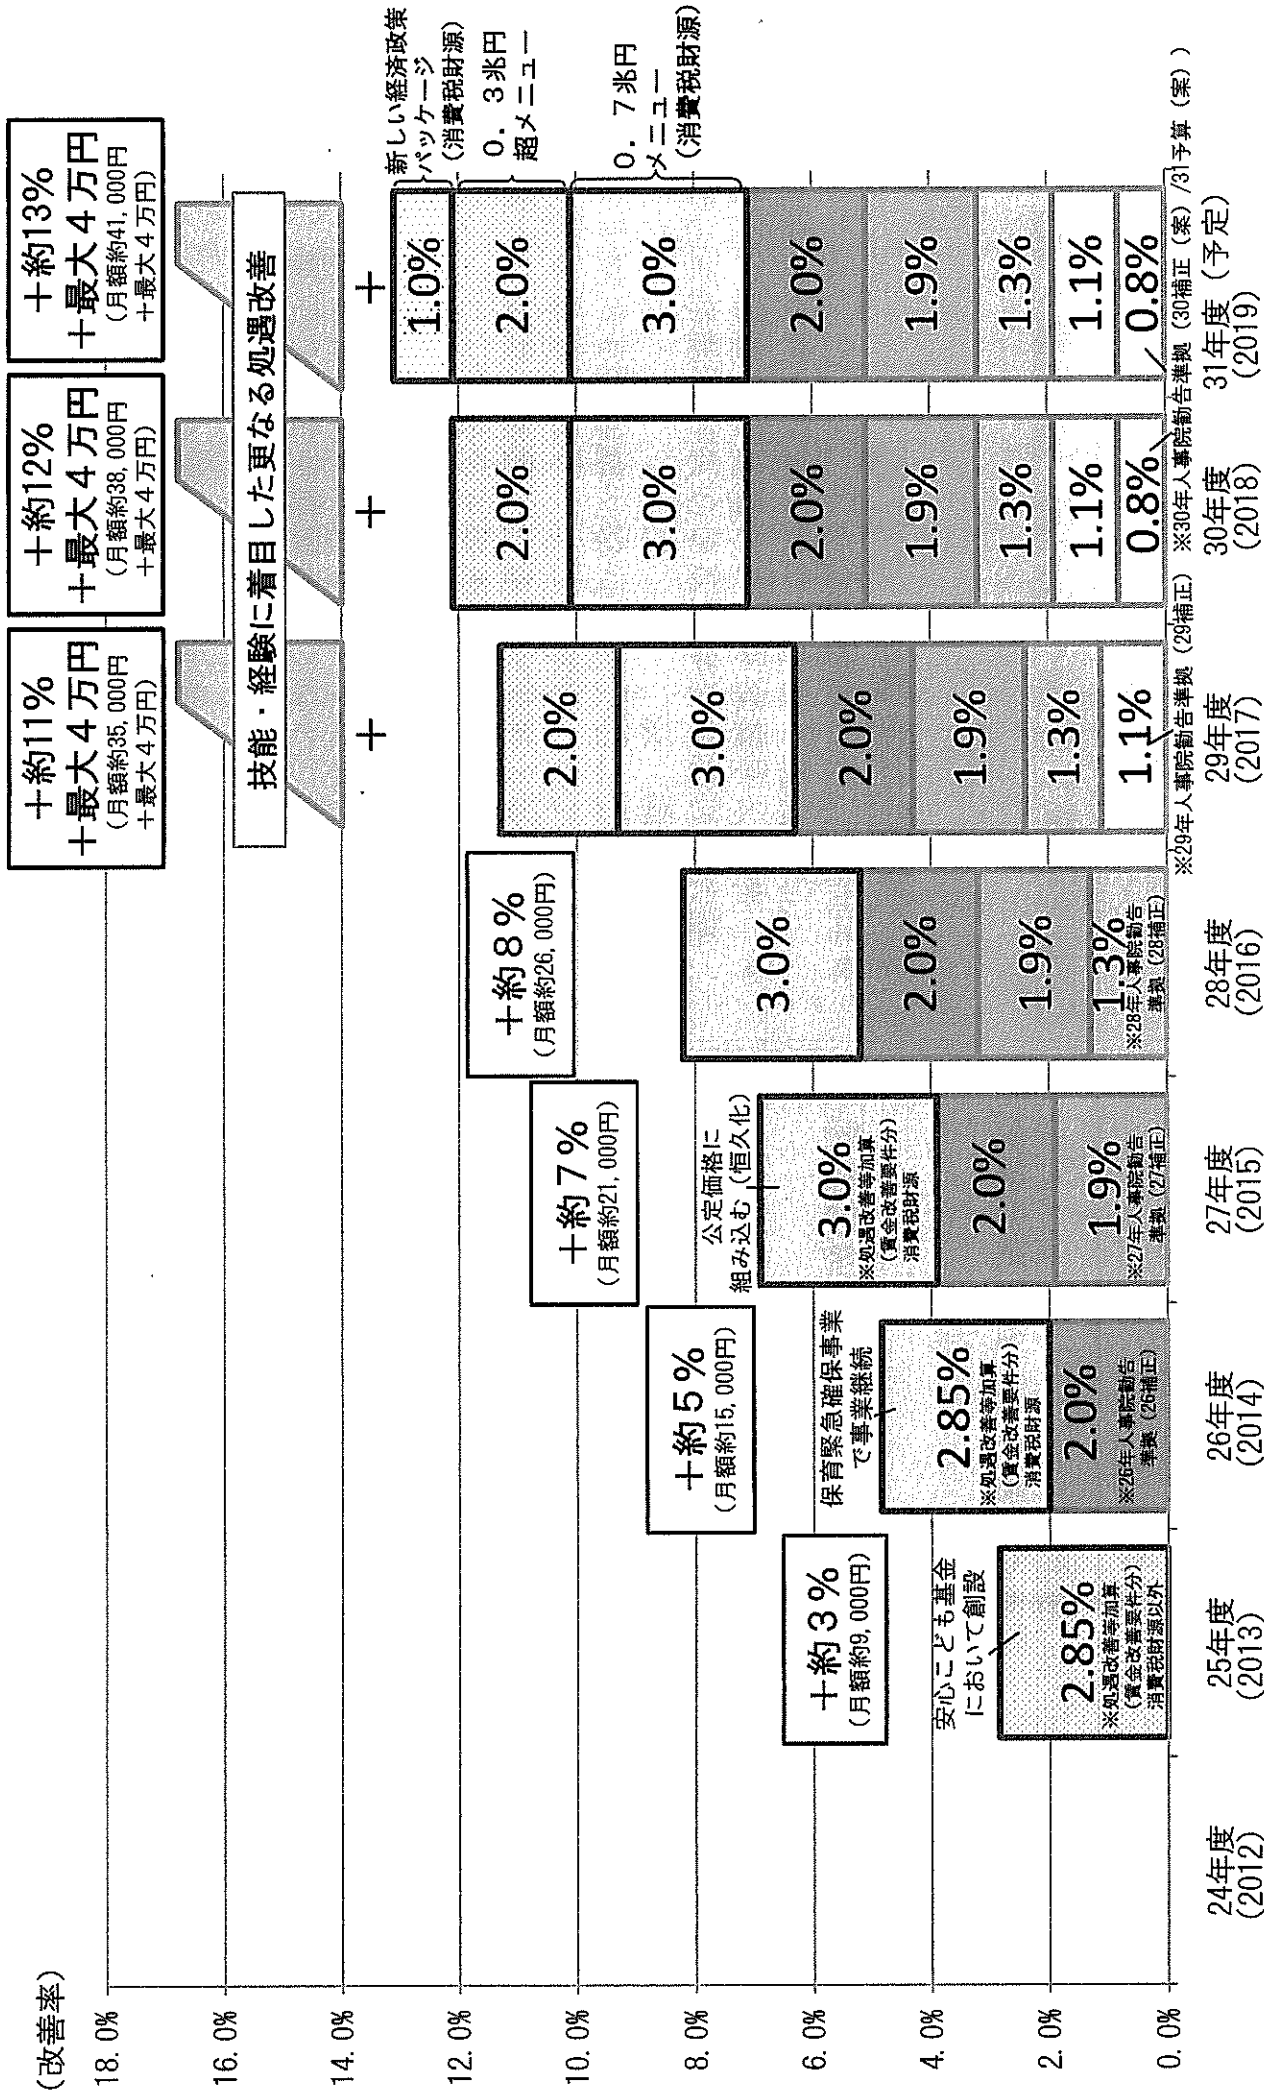 (改善率)
18.0%
16.0%
14.0%
12.0%
10.0%
8.0%
6.0%
4.0%
2.0%
0.0%
24年度
(2012)
25年度
(2013)
26年度
(2014)
27年度
(2015)
28年度
(2016)
29年度
(2017)
30年度
(2018)
31年度(予定)
(2019)
+約3%
(月額約9,000円)
安心こども基金
において創設
2.85%
※処遇改善等加算
(賃金改善要件分)
消費税財源以外
+約5%
(月額約15,000円)
保育緊急確保事業
で事業継続
2.85%
※処遇改善等加算
(賃金改善要件分)
消費税財源
2.0%
※26年人事院勧告
準拠(26補正)
+約7%
(月額約21,000円)
公定価格に
組み込む(恒久化)
3.0%
※処遇改善等加算
(賃金改善要件分)
消費税財源
2.0%
1.9%
※27年人事院勧告
準拠(27補正)
+約8%
(月額約26,000円)
3.0%
2.0%
1.9%
1.3%
※28年人事院勧告
準拠(28補正)
+約11%
+最大4万円
(月額約35,000円
+最大4万円)
技能・経験に着目した更なる処遇改善
+
2.0%
3.0%
2.0%
1.9%
1.3%
1.1%
※29年人事院勧告準拠(29補正)
+約12%
+最大4万円
(月額約38,000円
+最大4万円)
+
2.0%
3.0%
2.0%
1.9%
1.3%
1.1%
0.8%
※30年人事院勧告準拠(30補正(案)/31予算(案))
+約13%
+最大4万円
(月額約41,000円
+最大4万円)
+
1.0%
2.0%
3.0%
2.0%
1.9%
1.3%
1.1%
0.8%
新しい経済政策
パッケージ
(消費税財源)
0.3兆円
超メニュー
0.7兆円
メニュー
(消費税財源)